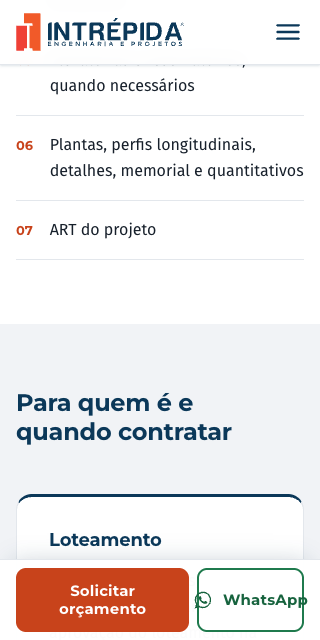 INTRÉPIDA
ENGENHARIA E PROJETOS
quando necessários
06 Plantas, perfis longitudinais,
detalhes, memorial e quantitativos
07 ART do projeto
Para quem é e
quando contratar
Loteamento
Solicitar
orçamento
WhatsApp